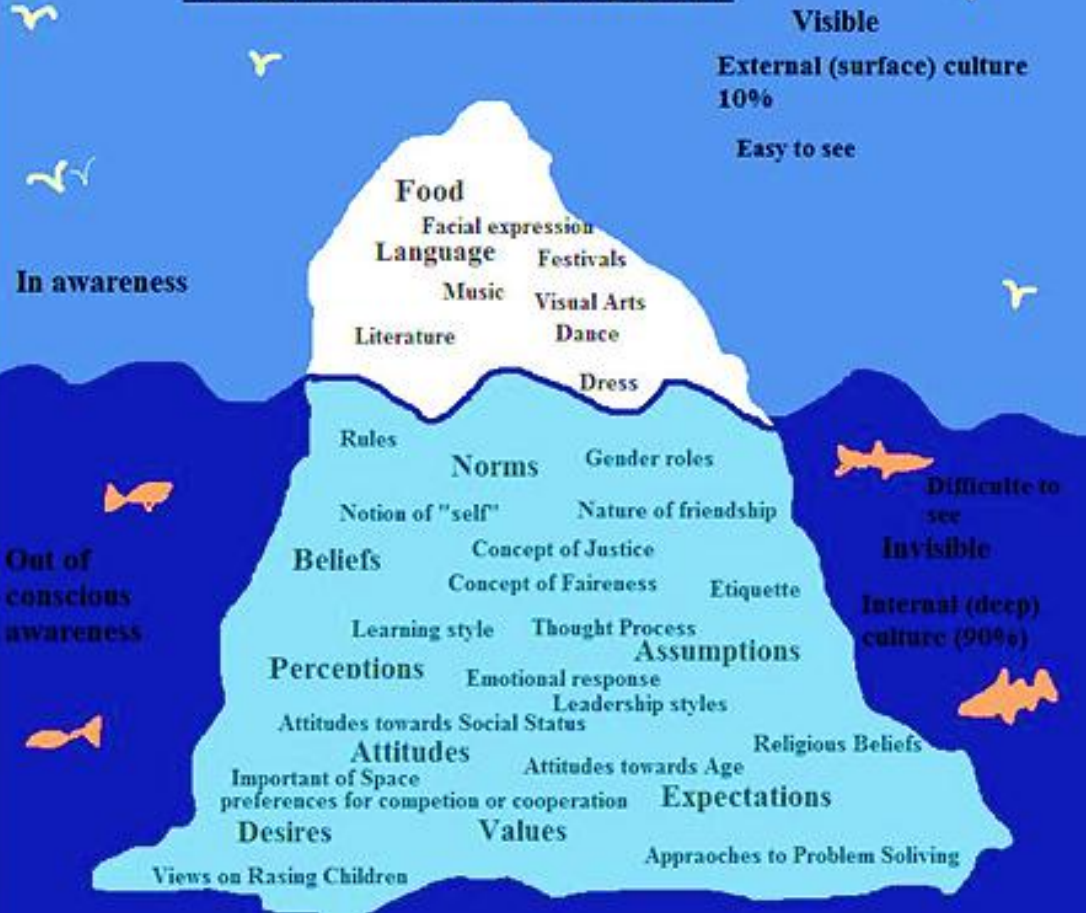 Visible
External (surface) culture
10%
Easy to see
Food
Facial expression
Language
Festivals
In awareness
Music
Visual Arts
Literature
Dance
Dress
Rules
Norms
Gender roles
Difficulte to
see
Notion of "self"
Nature of friendship
Invisible
Out of
conscious
awareness
Beliefs
Concept of Justice
Concept of Faireness
Etiquette
Internal (deep)
culture (90%)
Learning style
Thought Process
Assumptions
Perceptions
Emotional response
Leadership styles
Attitudes towards Social Status
Attitudes
Religious Beliefs
Attitudes towards Age
Important of Space
preferences for competion or cooperation
Expectations
Desires
Values
Appraoches to Problem Soliving
Views on Rasing Children